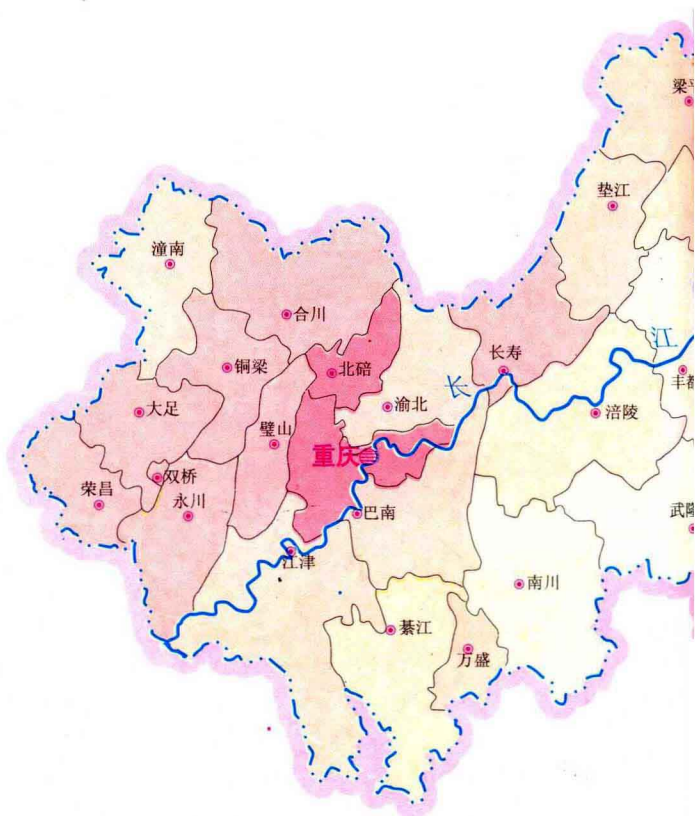 梁平
垫江
潼南
合川
江
长寿
铜梁
北碚
丰都
长
渝北
大足
涪陵
璧山
重庆
双桥
荣昌
永川
巴南
武隆
江津
南川
綦江
万盛